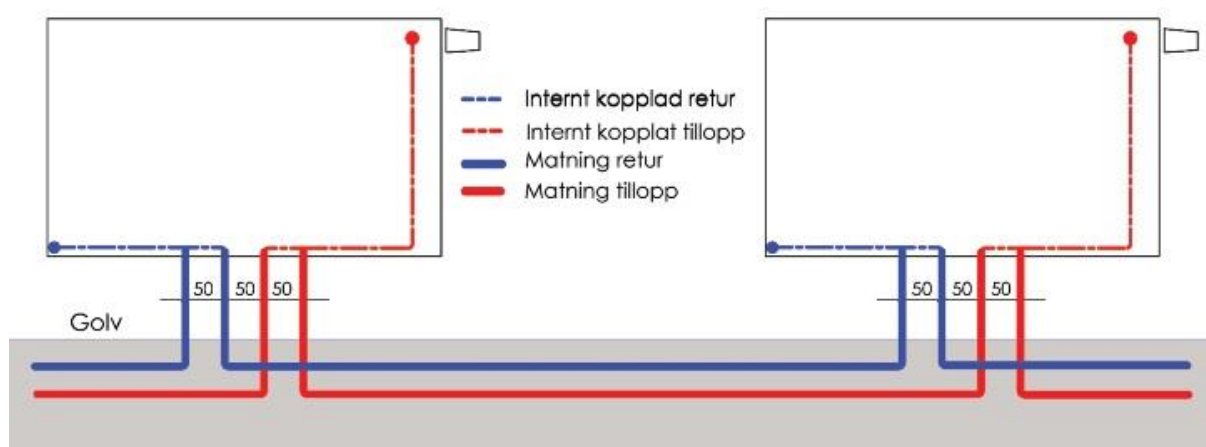 Internt kopplad retur
Internt kopplat tillopp
Matning retur
Matning tillopp
50 50 50
50 50 50
Golv